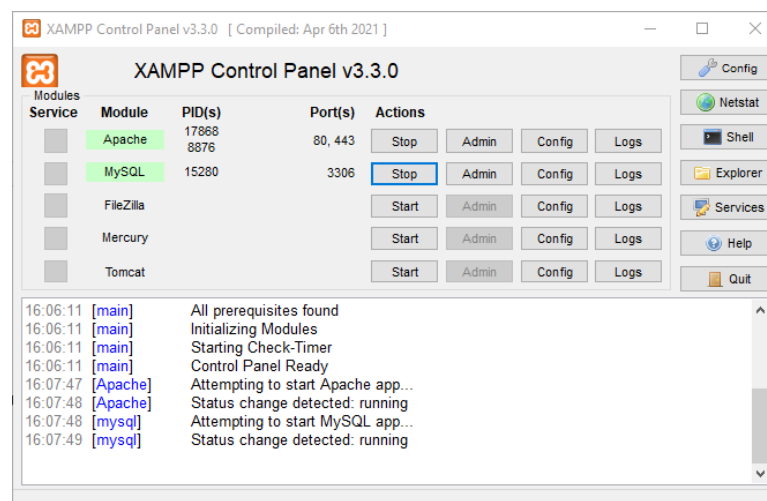 XAMPP Control Panel v3.3.0 [ Compiled: Apr 6th 2021 ]
XAMPP Control Panel v3.3.0
Config
Modules
Netstat
Service Module PID(s) Port(s) Actions
Apache 17868 8876 80, 443 Stop Admin Config Logs
Shell
MySQL 15280 3306 Stop Admin Config Logs
Explorer
FileZilla Start Admin Config Logs
Services
Mercury Start Admin Config Logs
Help
Tomcat Start Admin Config Logs
Quit
16:06:11 [main] All prerequisites found
16:06:11 [main] Initializing Modules
16:06:11 [main] Starting Check-Timer
16:06:11 [main] Control Panel Ready
16:07:47 [Apache] Attempting to start Apache app...
16:07:48 [Apache] Status change detected: running
16:07:48 [mysql] Attempting to start MySQL app...
16:07:49 [mysql] Status change detected: running